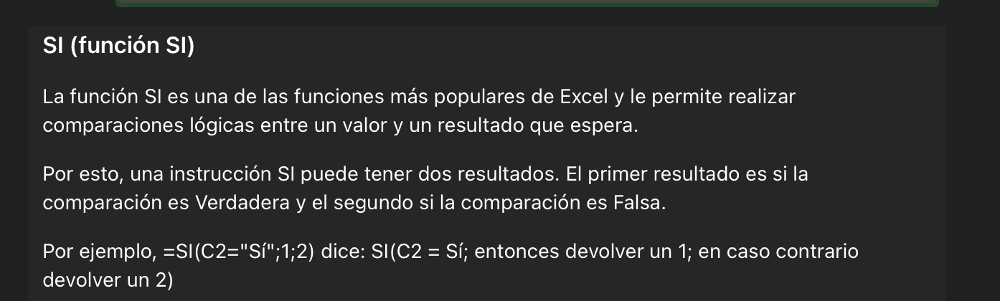 SI (función SI)
La función SI es una de las funciones más populares de Excel y le permite realizar
comparaciones lógicas entre un valor y un resultado que espera.
Por esto, una instrucción SI puede tener dos resultados. El primer resultado es si la
comparación es Verdadera y el segundo si la comparación es Falsa.
Por ejemplo, =SI(C2="Sí";1;2) dice: SI(C2 = Sí; entonces devolver un 1; en caso contrario
devolver un 2)